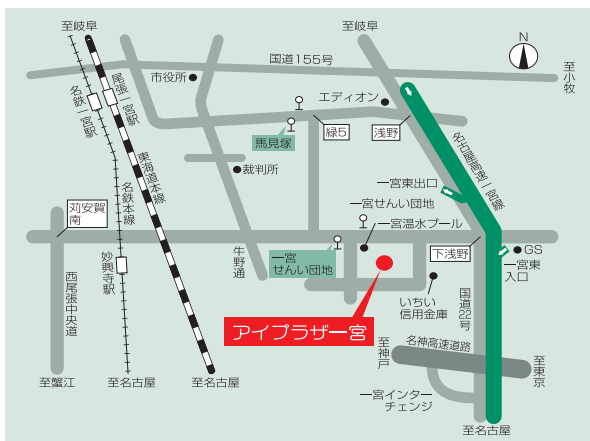 至岐阜
至岐阜
N
国道155号
至小牧
市役所
尾張一宮駅
名鉄一宮駅
エディオン
緑5
浅野
馬見塚
名古屋高速一宮線
東海道本線
裁判所
一宮東出口
名鉄本線
一宮せんい団地
苅安賀
南
一宮温水プール
下浅野
GS
一宮東
入口
妙興寺駅
牛野通
一宮
せんい団地
西尾張中央道
いちい
信用金庫
国道22号
アイプラザ一宮
名神高速道路
至神戸
至東京
至蟹江
至名古屋
至名古屋
一宮インター
チェンジ
至名古屋